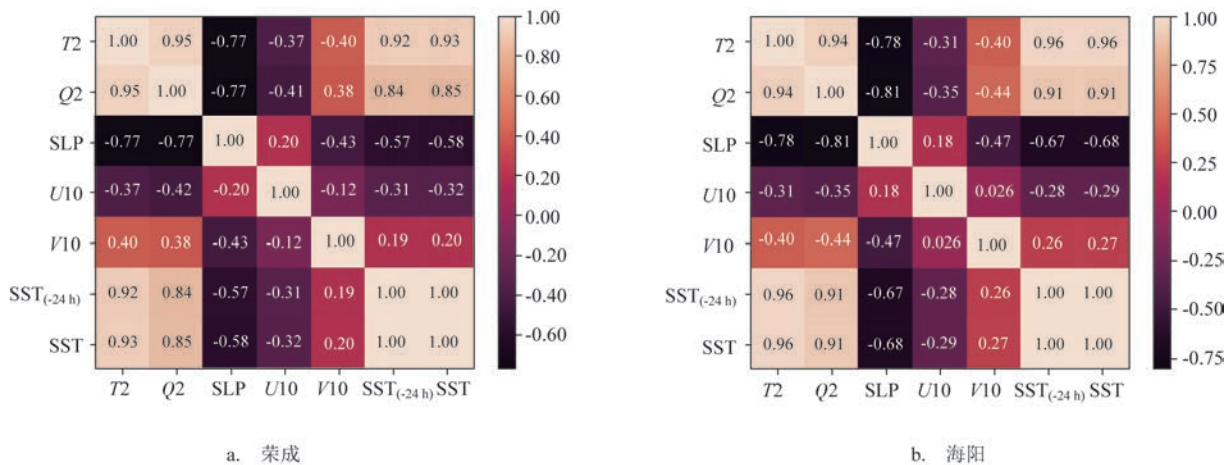 1.00
T2 1.00 0.95 -0.77 -0.37 -0.40 0.92 0.93
0.80
Q2 0.95 1.00 -0.77 -0.41 0.38 0.84 0.85
0.60
SLP -0.77 -0.77 1.00 0.20 -0.43 -0.57 -0.58
0.40
0.20
U10 -0.37 -0.42 -0.20 1.00 -0.12 -0.31 -0.32
0.00
V10 0.40 0.38 -0.43 -0.12 1.00 0.19 0.20
-0.20
SST(-24 h) 0.92 0.84 -0.57 -0.31 0.19 1.00 1.00
-0.40
SST 0.93 0.85 -0.58 -0.32 0.20 1.00 1.00
-0.60
T2 Q2 SLP U10 V10 SST(-24 h) SST
a. 荣成
1.00
T2 1.00 0.94 -0.78 -0.31 -0.40 0.96 0.96
0.75
Q2 0.94 1.00 -0.81 -0.35 -0.44 0.91 0.91
0.50
SLP -0.78 -0.81 1.00 0.18 -0.47 -0.67 -0.68
0.25
U10 -0.31 -0.35 0.18 1.00 0.026 -0.28 -0.29
0.00
V10 -0.40 -0.44 -0.47 0.026 1.00 0.26 0.27
-0.25
SST(-24 h) 0.96 0.91 -0.67 -0.28 0.26 1.00 1.00
-0.50
SST 0.96 0.91 -0.68 -0.29 0.27 1.00 1.00
-0.75
T2 Q2 SLP U10 V10 SST(-24 h) SST
b. 海阳